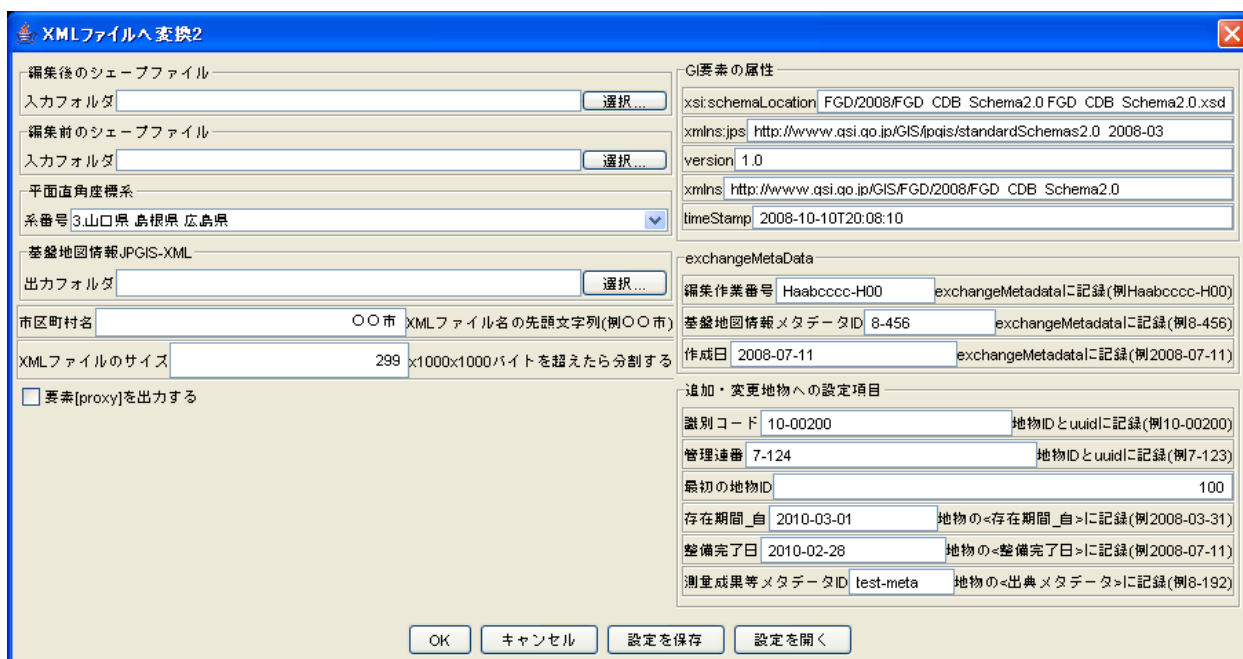 XMLファイルへ変換2
編集後のシェープファイル
入力フォルダ 選択...
編集前のシェープファイル
入力フォルダ 選択...
平面直角座標系
系番号 3.山口県 島根県 広島県
基盤地図情報JPGIS-XML
出力フォルダ 選択...
市区町村名 〇〇市 XMLファイル名の先頭文字列(例〇〇市)
XMLファイルのサイズ 299 x1000x1000バイトを超えたら分割する
要素[proxy]を出力する
GI要素の属性
xsi:schemaLocation FGD/2008/FGD_CDB_Schema2.0 FGD_CDB_Schema2.0.xsd
xmlns:jps http://www.gsi.go.jp/GIS/jpgis/standardSchemas2.0_2008-03
version 1.0
xmlns http://www.gsi.go.jp/GIS/FGD/2008/FGD_CDB_Schema2.0
timeStamp 2008-10-10T20:08:10
exchangeMetaData
編集作業番号 Haabcccc-H00 exchangeMetadataに記録(例Haabcccc-H00)
基盤地図情報メタデータID 8-456 exchangeMetadataに記録(例8-456)
作成日 2008-07-11 exchangeMetadataに記録(例2008-07-11)
追加・変更地物への設定項目
識別コード 10-00200 地物IDとuuidに記録(例10-00200)
管理連番 7-124 地物IDとuuidに記録(例7-123)
最初の地物ID 100
存在期間_自 2010-03-01 地物の<存在期間_自>に記録(例2008-03-31)
整備完了日 2010-02-28 地物の<整備完了日>に記録(例2008-07-11)
測量成果等メタデータID test-meta 地物の<出典メタデータ>に記録(例8-192)
OK キャンセル 設定を保存 設定を開く